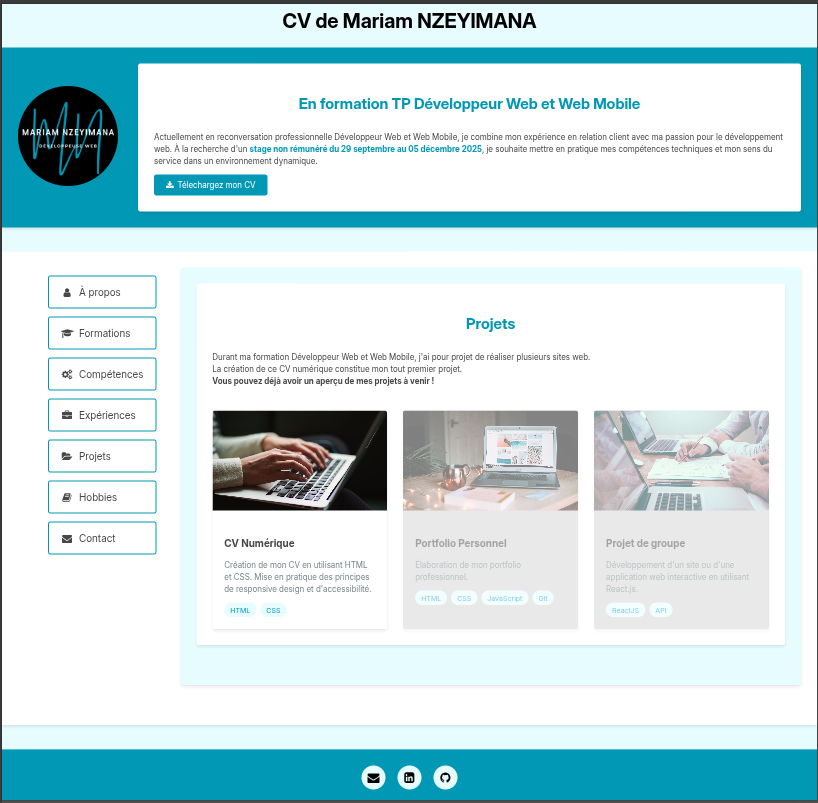 CV de Mariam NZEYIMANA
MARIAM NZEYIMANA
DÉVELOPPEUSE WEB
En formation TP Développeur Web et Web Mobile
Actuellement en reconversation professionnelle Développeur Web et Web Mobile, je combine mon expérience en relation client avec ma passion pour le développement
web. À la recherche d'un stage non rémunéré du 29 septembre au 05 décembre 2025, je souhaite mettre en pratique mes compétences techniques et mon sens du
service dans un environnement dynamique.
Télechargez mon CV
À propos
Formations
Compétences
Expériences
Projets
Hobbies
Contact
Projets
Durant ma formation Développeur Web et Web Mobile, j'ai pour projet de réaliser plusieurs sites web.
La création de ce CV numérique constitue mon tout premier projet.
Vous pouvez déjà avoir un aperçu de mes projets à venir !
CV Numérique
Création de mon CV en utilisant HTML
et CSS. Mise en pratique des principes
de responsive design et d'accessibilité.
HTML CSS
Portfolio Personnel
Elaboration de mon portfolio
professionnel.
HTML CSS JavaScript Git
Projet de groupe
Développement d'un site ou d'une
application web interactive en utilisant
React.js.
ReactJS API